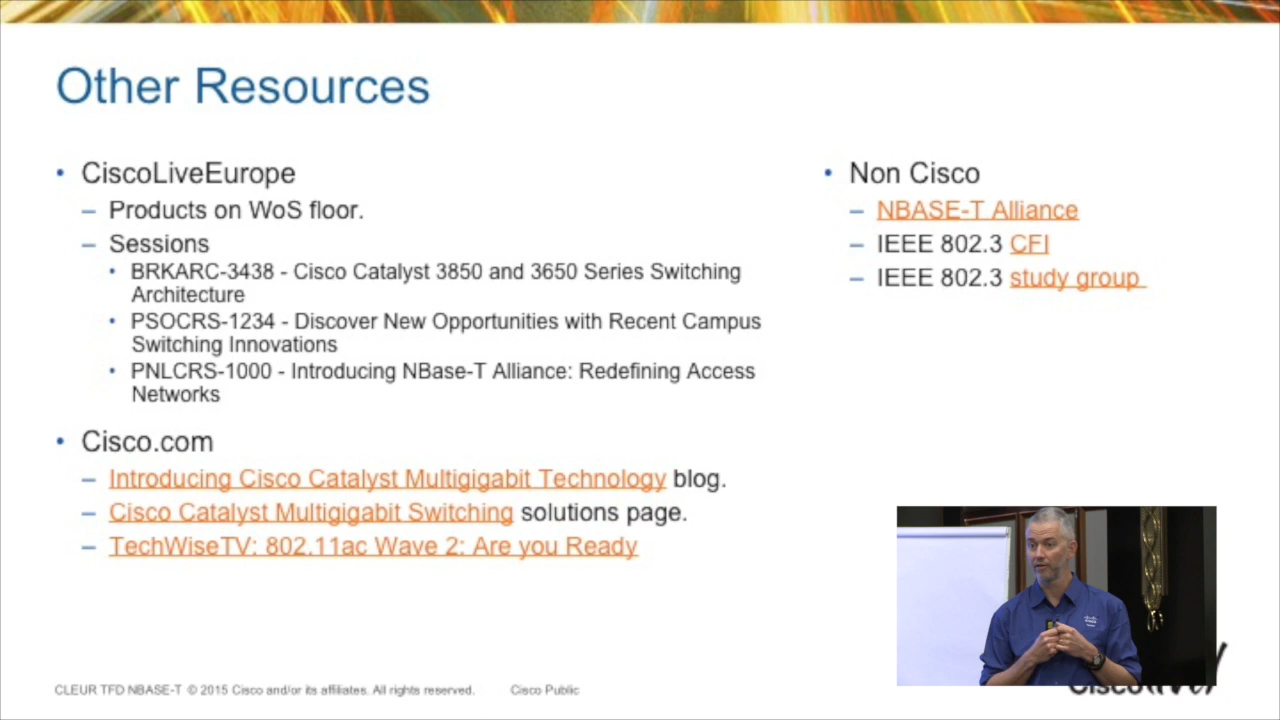 Other Resources
• CiscoLiveEurope
– Products on WoS floor.
– Sessions
• BRKARC-3438 - Cisco Catalyst 3850 and 3650 Series Switching
Architecture
• PSOCRS-1234 - Discover New Opportunities with Recent Campus
Switching Innovations
• PNLCRS-1000 - Introducing NBase-T Alliance: Redefining Access
Networks
• Cisco.com
– Introducing Cisco Catalyst Multigigabit Technology blog.
– Cisco Catalyst Multigigabit Switching solutions page.
– TechWiseTV: 802.11ac Wave 2: Are you Ready
• Non Cisco
– NBASE-T Alliance
– IEEE 802.3 CFI
– IEEE 802.3 study group
CLEUR TFD NBASE-T © 2015 Cisco and/or its affiliates. All rights reserved. Cisco Public